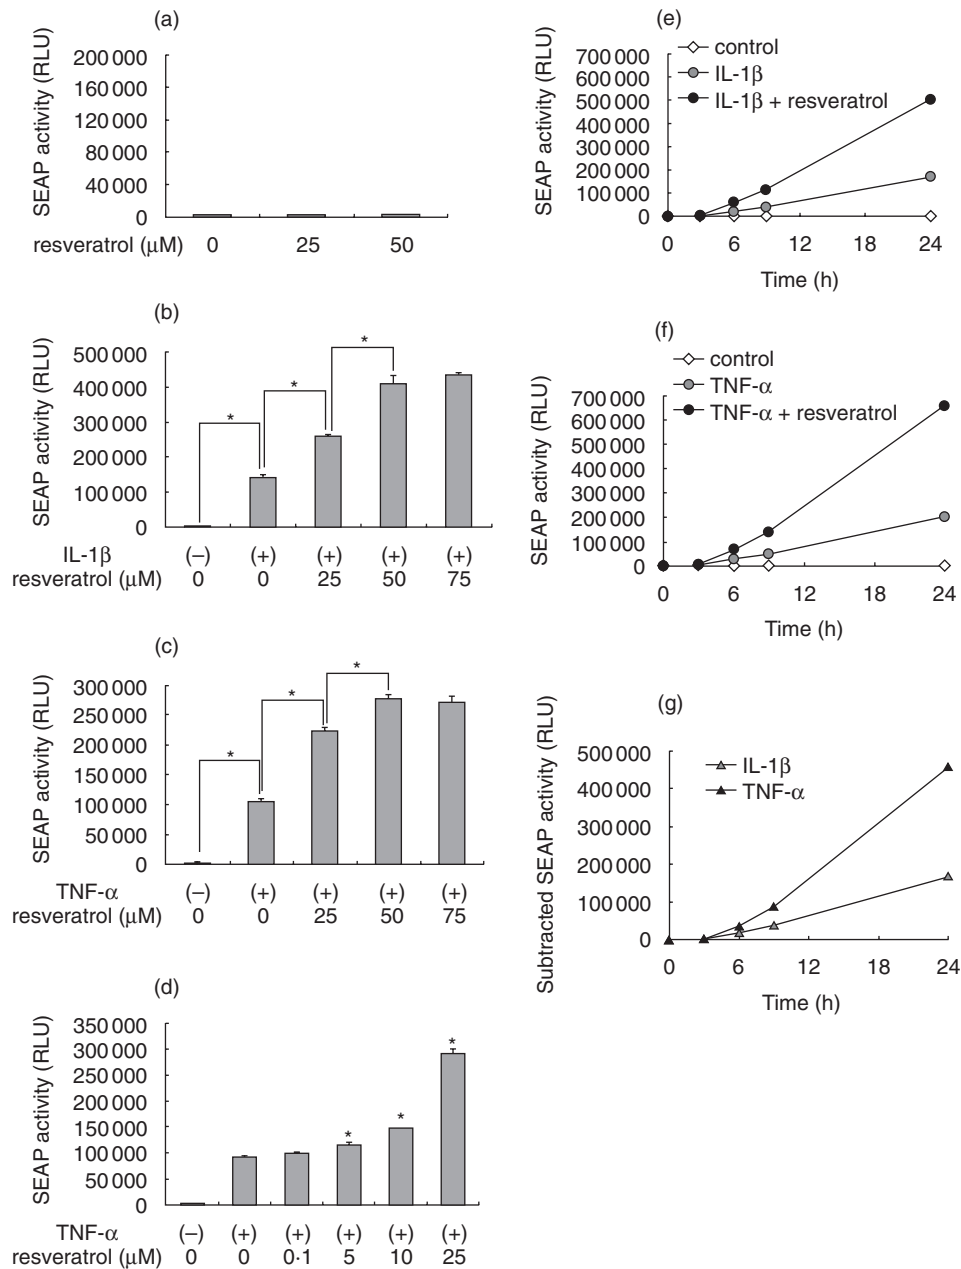 (a)
SEAP activity (RLU)
200 000
160 000
120 000
80 000
40 000
0
resveratrol (μM) 0 25 50
(b)
SEAP activity (RLU)
500 000
400 000
300 000
200 000
100 000
0
* * *
IL-1β (–) (+) (+) (+) (+)
resveratrol (μM) 0 0 25 50 75
(c)
SEAP activity (RLU)
300 000
250 000
200 000
150 000
100 000
50 000
0
* * *
TNF-α (–) (+) (+) (+) (+)
resveratrol (μM) 0 0 25 50 75
(d)
SEAP activity (RLU)
350 000
300 000
250 000
200 000
150 000
100 000
50 000
0
* * *
TNF-α (–) (+) (+) (+) (+) (+)
resveratrol (μM) 0 0 0·1 5 10 25
(e)
SEAP activity (RLU)
control
IL-1β
IL-1β + resveratrol
700 000
600 000
500 000
400 000
300 000
200 000
100 000
0
0 6 12 18 24
Time (h)
(f)
SEAP activity (RLU)
control
TNF-α
TNF-α + resveratrol
700 000
600 000
500 000
400 000
300 000
200 000
100 000
0
0 6 12 18 24
Time (h)
(g)
Subtracted SEAP activity (RLU)
IL-1β
TNF-α
500 000
400 000
300 000
200 000
100 000
0
0 6 12 18 24
Time (h)